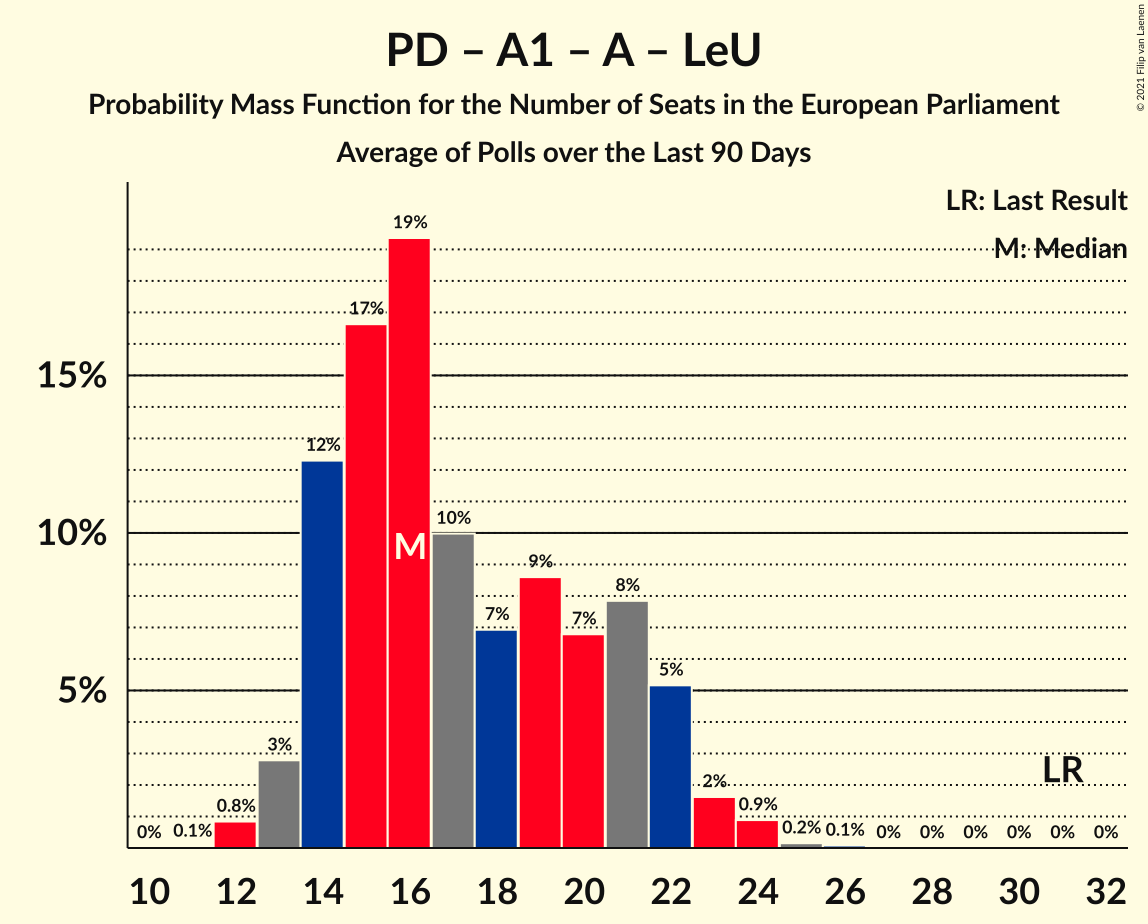 PD – A1 – A – LeU
Probability Mass Function for the Number of Seats in the European Parliament
Average of Polls over the Last 90 Days
© 2021 Filip van Laenen
LR: Last Result
M: Median
15%
10%
5%
0%
0.1%
0.8%
3%
12%
17%
19%
M
10%
7%
9%
7%
8%
5%
2%
0.9%
0.2%
0.1%
0%
0%
0%
0%
LR
0%
0%
10 12 14 16 18 20 22 24 26 28 30 32